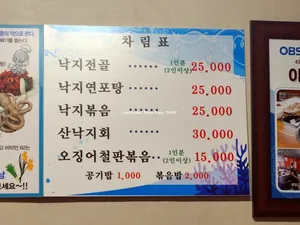 차림표
낙지전골 ······ 1인분 (2인이상) 25,000
낙지연포탕 ······ 25,000
낙지볶음 ······ 25,000
산낙지회 ······ 30,000
오징어철판볶음 ······ 1인분 (2인이상) 15,000
공기밥 1,000 볶음밥 2,000
OBS